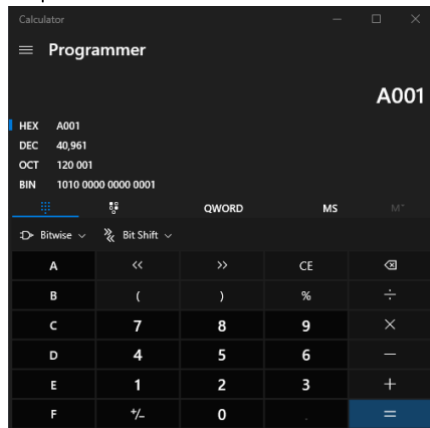 Calculator
Programmer
A001
HEX A001
DEC 40,961
OCT 120 001
BIN 1010 0000 0000 0001
QWORD MS M˅
Bitwise Bit Shift
A << >> CE
B ( ) % ÷
C 7 8 9 ×
D 4 5 6 −
E 1 2 3 +
F +/− 0 . =